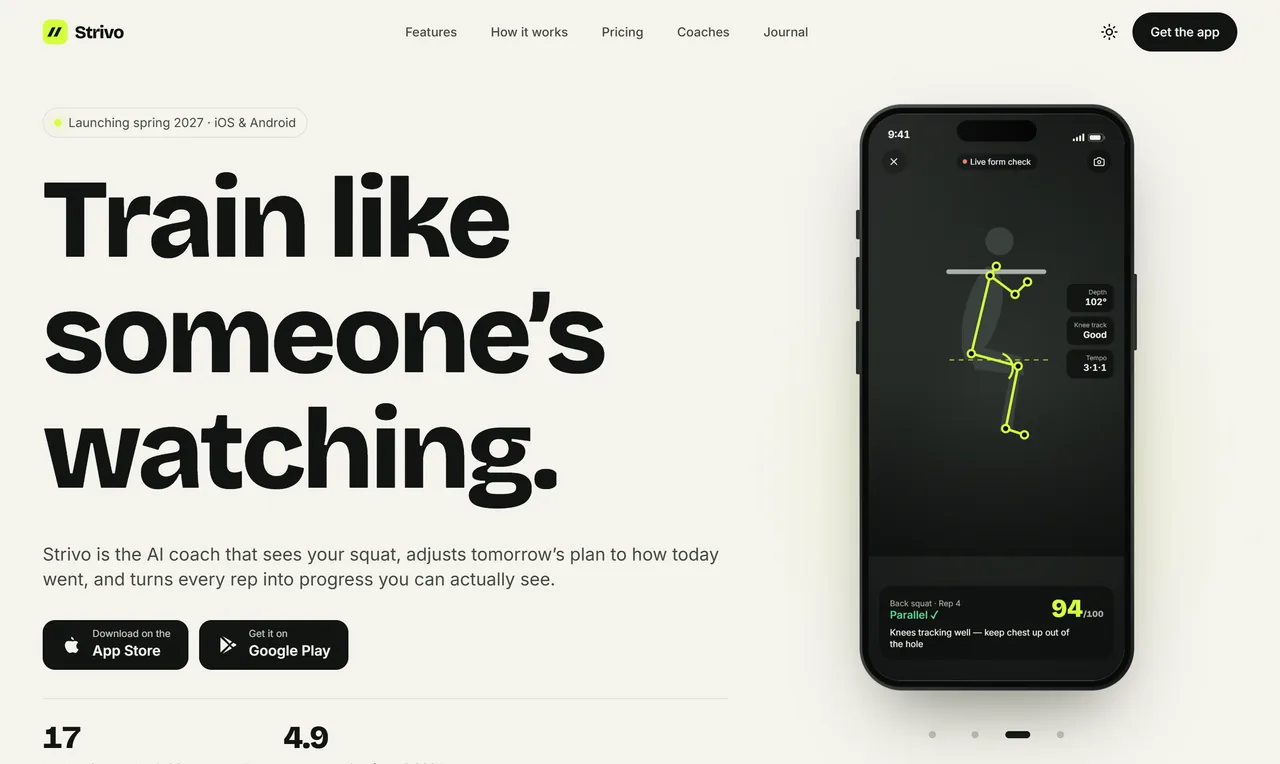 Strivo
Features
How it works
Pricing
Coaches
Journal
Get the app
Launching spring 2027 · iOS & Android
Train like
someone’s
watching.
Strivo is the AI coach that sees your squat, adjusts tomorrow’s plan to how today
went, and turns every rep into progress you can actually see.
Download on the
App Store
Get it on
Google Play
17
4.9
9:41
Live form check
Depth
102°
Knee track
Good
Tempo
3·1·1
Back squat · Rep 4
94/100
Parallel ✓
Knees tracking well — keep chest up out of
the hole